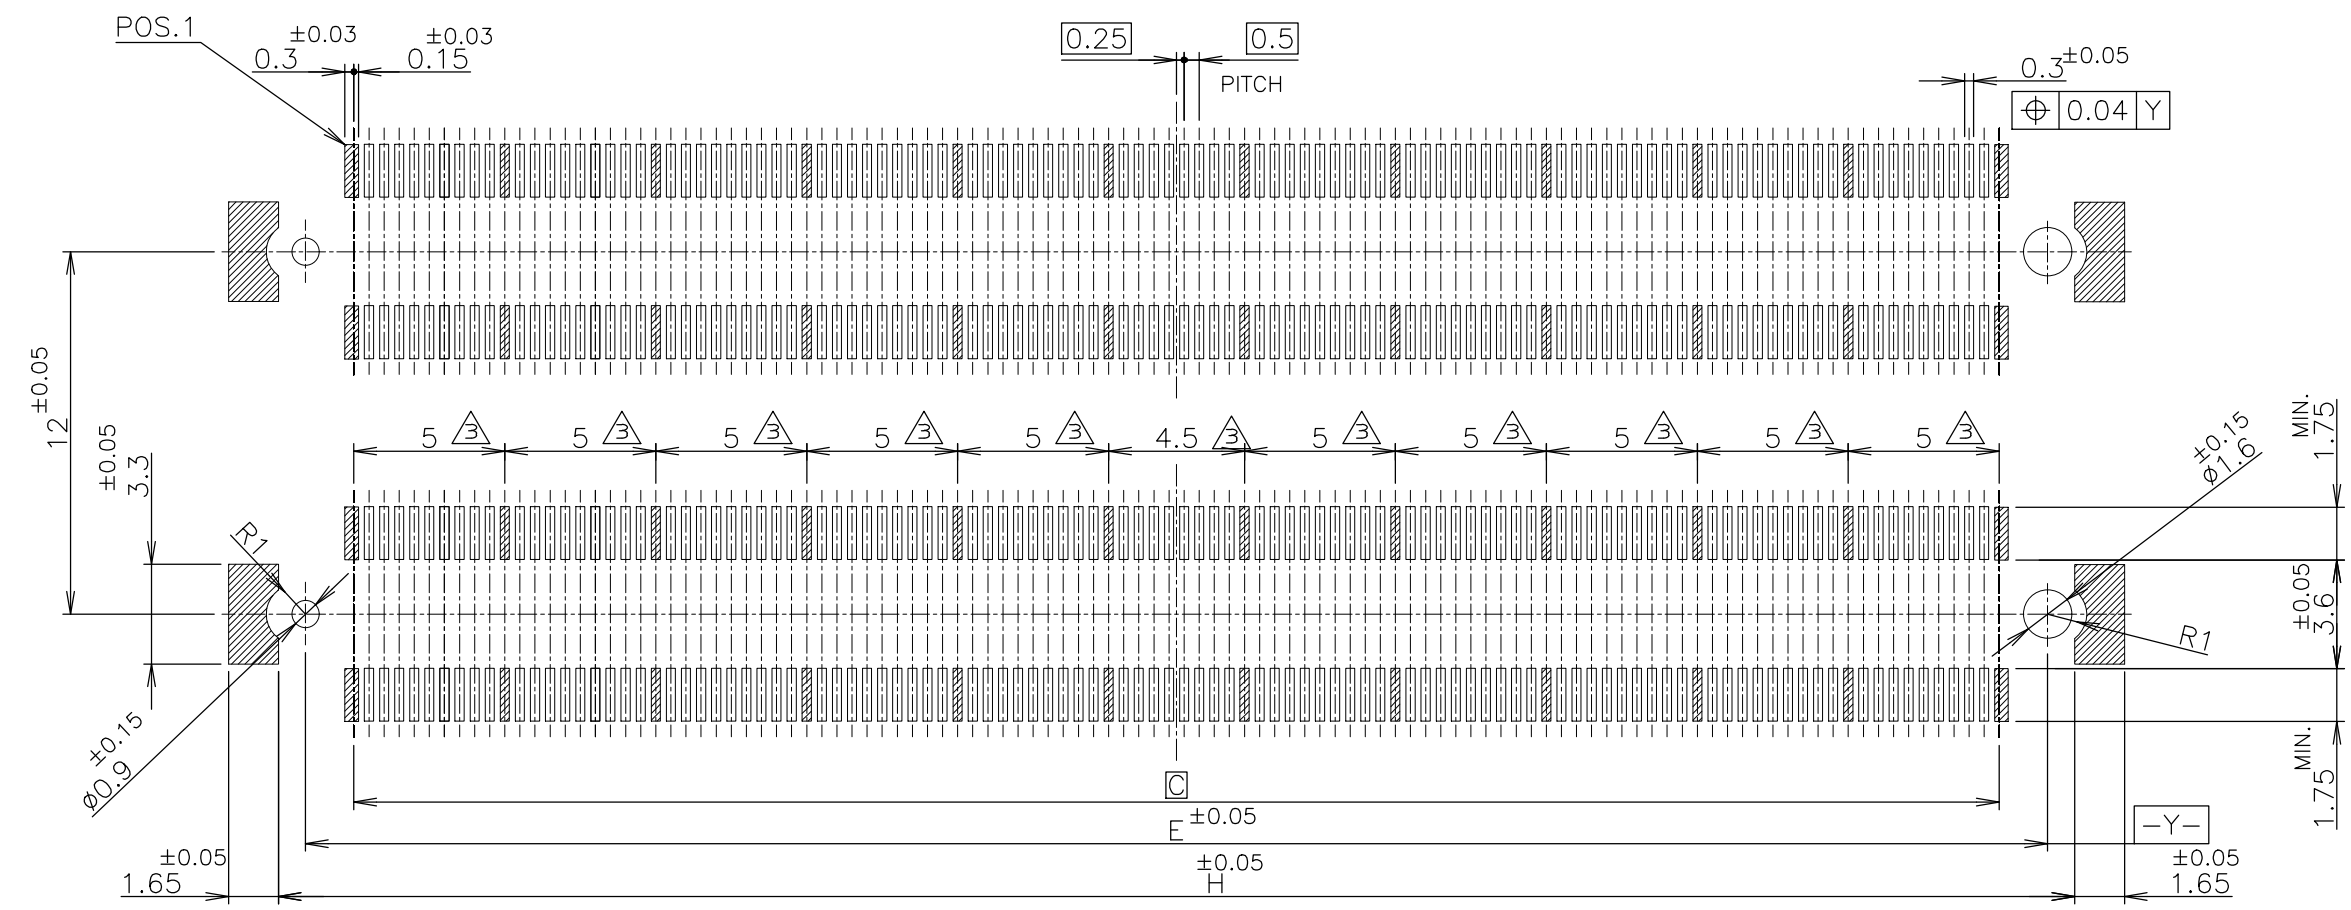 POS.1
±0.03
0.3
±0.03
0.15
0.25
0.5
PITCH
0.3±0.05
⌖ 0.04 Y
12±0.05
±0.05
3.3
5 3
5 3
5 3
5 3
5 3
4.5 3
5 3
5 3
5 3
5 3
5 3
MIN.
1.75
±0.15
ø1.6
R1
R1
±0.05
3.6
±0.15
ø0.9
MIN.
1.75
C
E±0.05
-Y-
±0.05
1.65
±0.05
H
±0.05
1.65